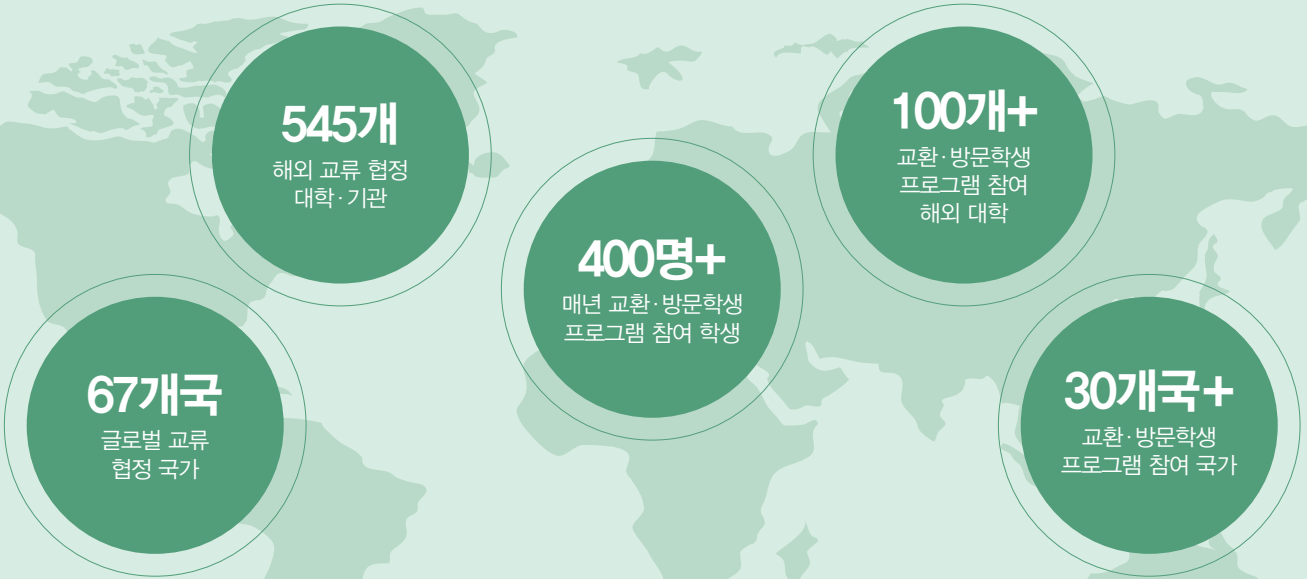 67개국
글로벌 교류
협정 국가
545개
해외 교류 협정
대학·기관
400명+
매년 교환·방문학생
프로그램 참여 학생
100개+
교환·방문학생
프로그램 참여
해외 대학
30개국+
교환·방문학생
프로그램 참여 국가